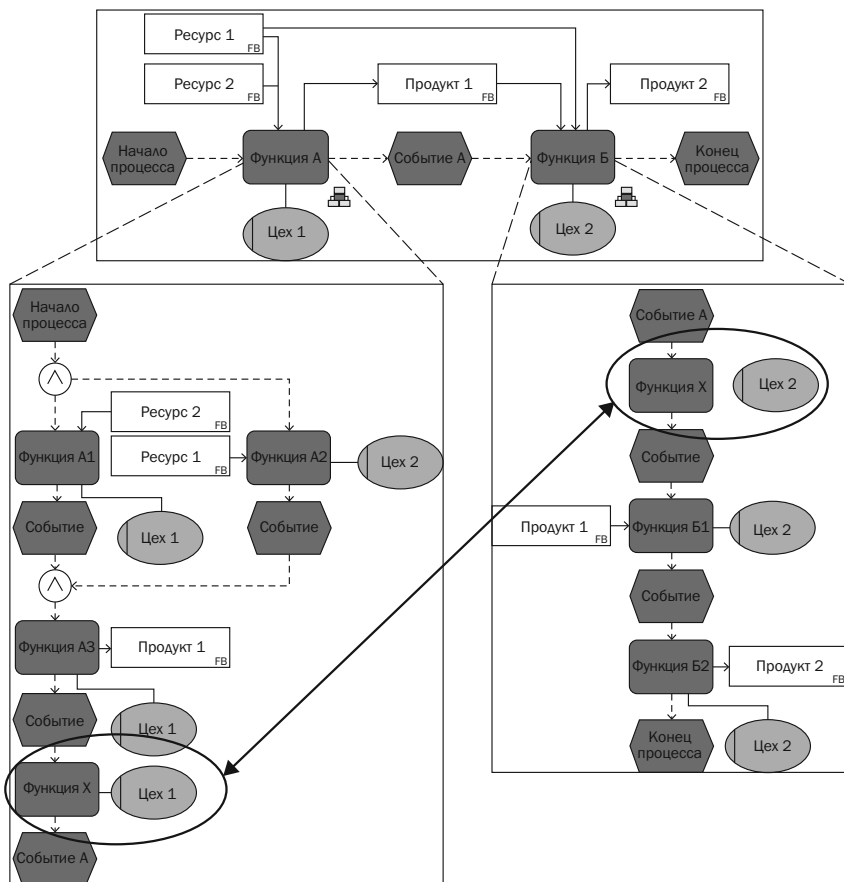 Ресурс 1
FB
Ресурс 2
FB
Продукт 1
FB
Продукт 2
FB
Начало
процесса
Функция А
Событие А
Функция Б
Конец
процесса
Цех 1
Цех 2
Начало
процесса
Ресурс 2
FB
Функция А1
Ресурс 1
FB
Функция А2
Цех 2
Событие
Цех 1
Событие
Функция А3
Продукт 1
FB
Событие
Цех 1
Функция Х
Цех 1
Событие А
Событие А
Функция Х
Цех 2
Событие
Продукт 1
FB
Функция Б1
Цех 2
Событие
Функция Б2
Продукт 2
FB
Конец
процесса
Цех 2